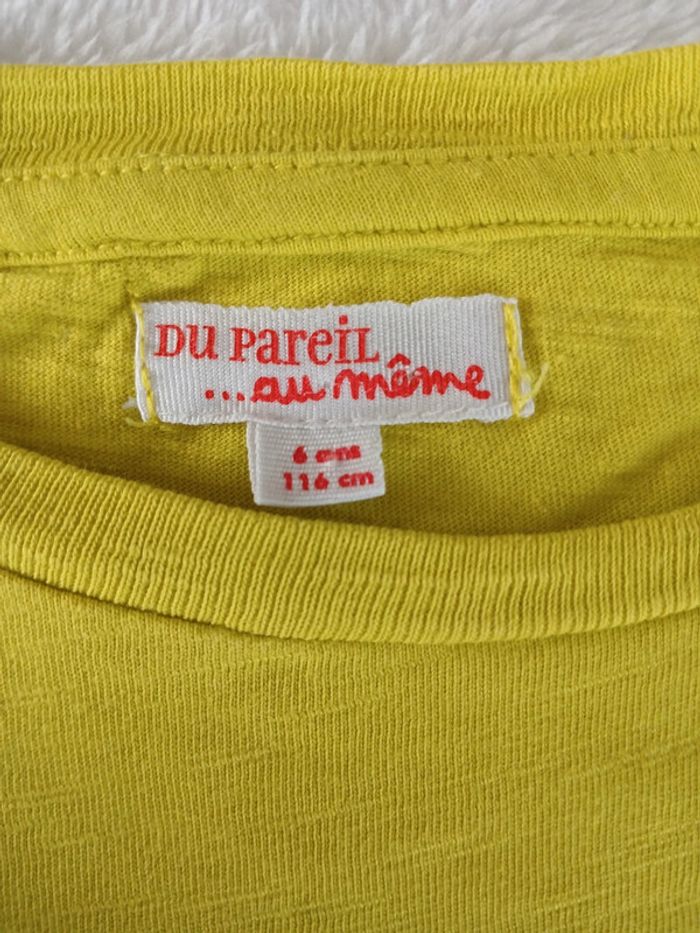 DU PAREIL
...au même
6 ans
116 cm